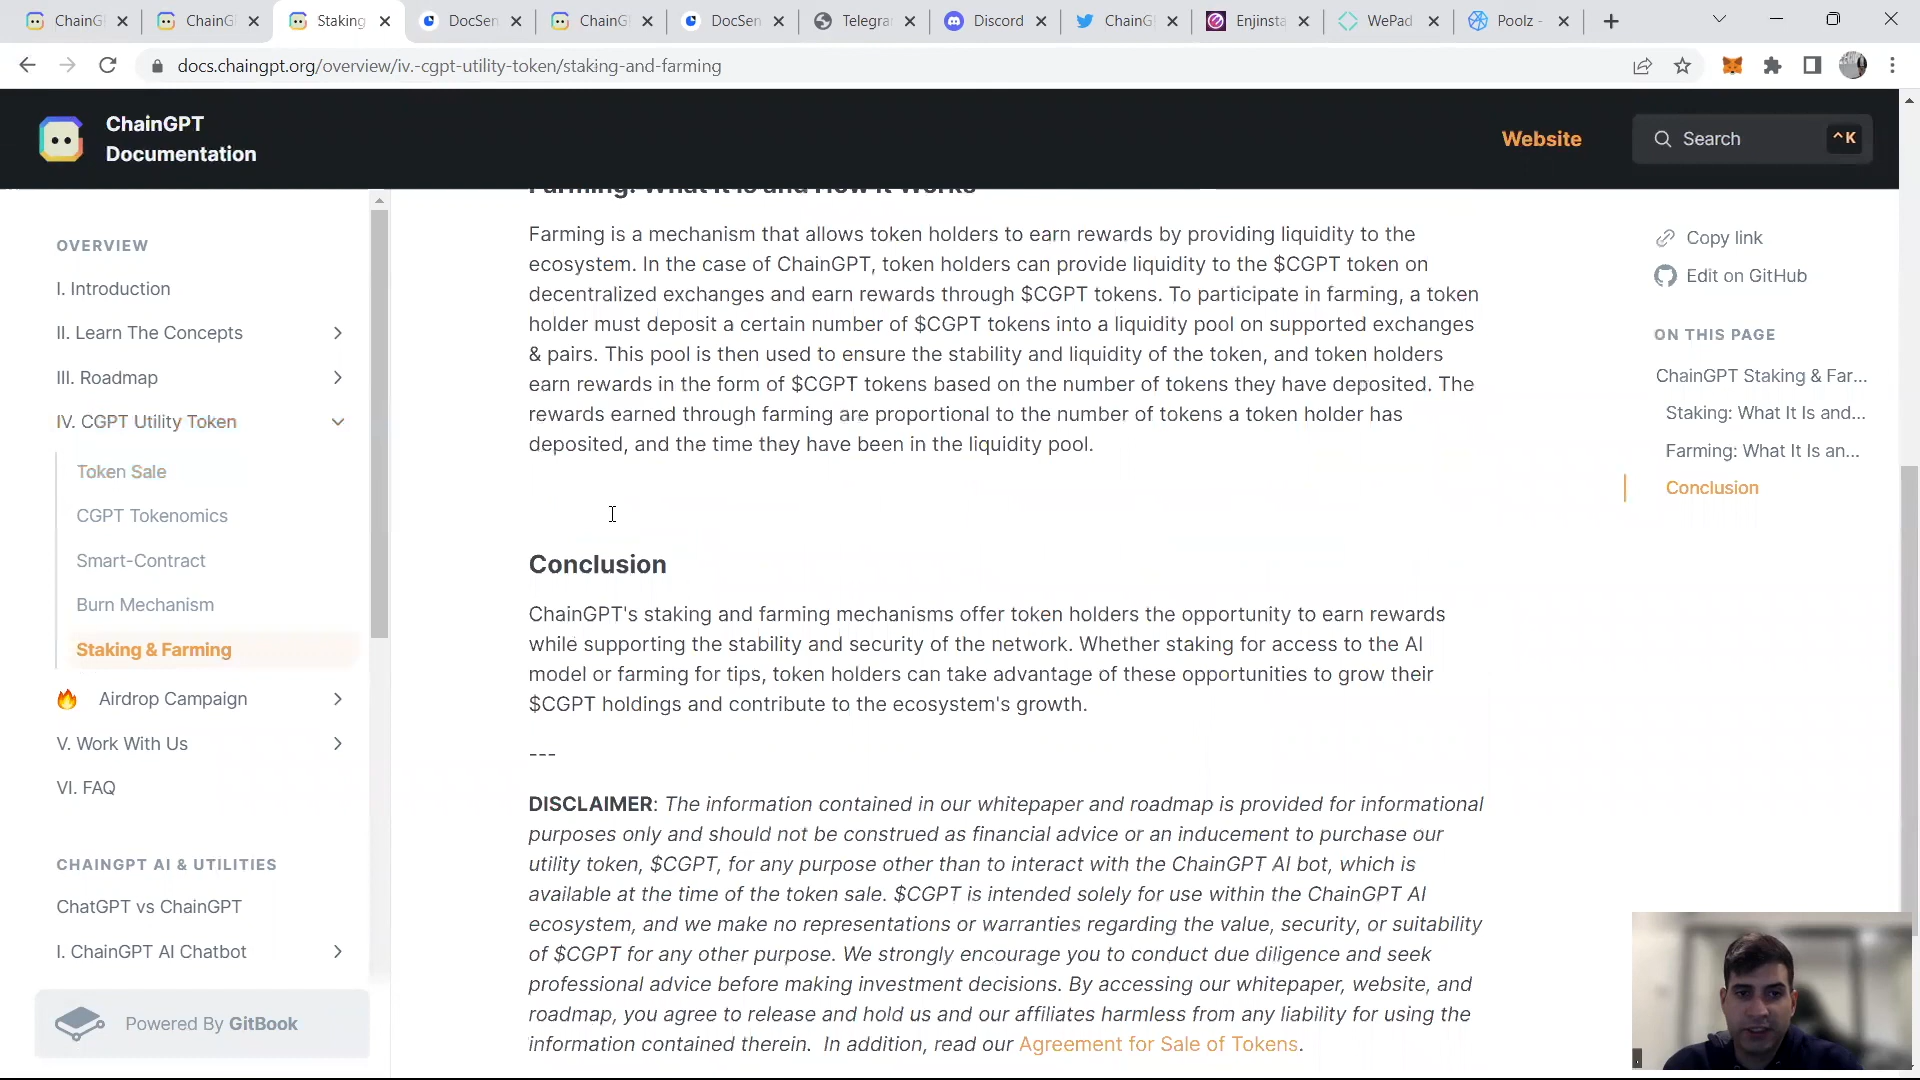 ChainG
ChainG
Staking
DocSen
ChainG
DocSen
Telegra
Discord
ChainG
Enjinsta
WePad
Poolz -
docs.chaingpt.org/overview/iv.-cgpt-utility-token/staking-and-farming
ChainGPT
Documentation
Website
Search
^K
OVERVIEW
I. Introduction
II. Learn The Concepts
III. Roadmap
IV. CGPT Utility Token
Token Sale
CGPT Tokenomics
Smart-Contract
Burn Mechanism
Staking & Farming
Airdrop Campaign
V. Work With Us
VI. FAQ
CHAINGPT AI & UTILITIES
ChatGPT vs ChainGPT
I. ChainGPT AI Chatbot
Powered By GitBook
Farming: What It Is and How It Works
Farming is a mechanism that allows token holders to earn rewards by providing liquidity to the
ecosystem. In the case of ChainGPT, token holders can provide liquidity to the $CGPT token on
decentralized exchanges and earn rewards through $CGPT tokens. To participate in farming, a token
holder must deposit a certain number of $CGPT tokens into a liquidity pool on supported exchanges
& pairs. This pool is then used to ensure the stability and liquidity of the token, and token holders
earn rewards in the form of $CGPT tokens based on the number of tokens they have deposited. The
rewards earned through farming are proportional to the number of tokens a token holder has
deposited, and the time they have been in the liquidity pool.
Conclusion
ChainGPT's staking and farming mechanisms offer token holders the opportunity to earn rewards
while supporting the stability and security of the network. Whether staking for access to the AI
model or farming for tips, token holders can take advantage of these opportunities to grow their
$CGPT holdings and contribute to the ecosystem's growth.
---
DISCLAIMER: The information contained in our whitepaper and roadmap is provided for informational
purposes only and should not be construed as financial advice or an inducement to purchase our
utility token, $CGPT, for any purpose other than to interact with the ChainGPT AI bot, which is
available at the time of the token sale. $CGPT is intended solely for use within the ChainGPT AI
ecosystem, and we make no representations or warranties regarding the value, security, or suitability
of $CGPT for any other purpose. We strongly encourage you to conduct due diligence and seek
professional advice before making investment decisions. By accessing our whitepaper, website, and
roadmap, you agree to release and hold us and our affiliates harmless from any liability for using the
information contained therein. In addition, read our Agreement for Sale of Tokens.
Copy link
Edit on GitHub
ON THIS PAGE
ChainGPT Staking & Far...
Staking: What It Is and...
Farming: What It Is an...
Conclusion